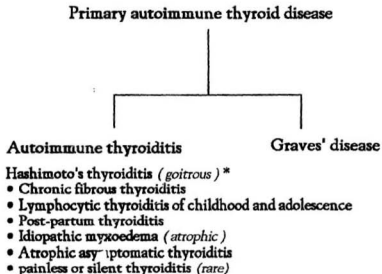 Primary autoimmune thyroid disease
Autoimmune thyroiditis Graves' disease
Hashimoto's thyroiditis (goitrous) *
• Chronic fibrous thyroiditis
• Lymphocytic thyroiditis of childhood and adolescence
• Post-partum thyroiditis
• Idiopathic myxoedema (atrophic)
• Atrophic thyroiditis
• painless or silent thyroiditis (rare)